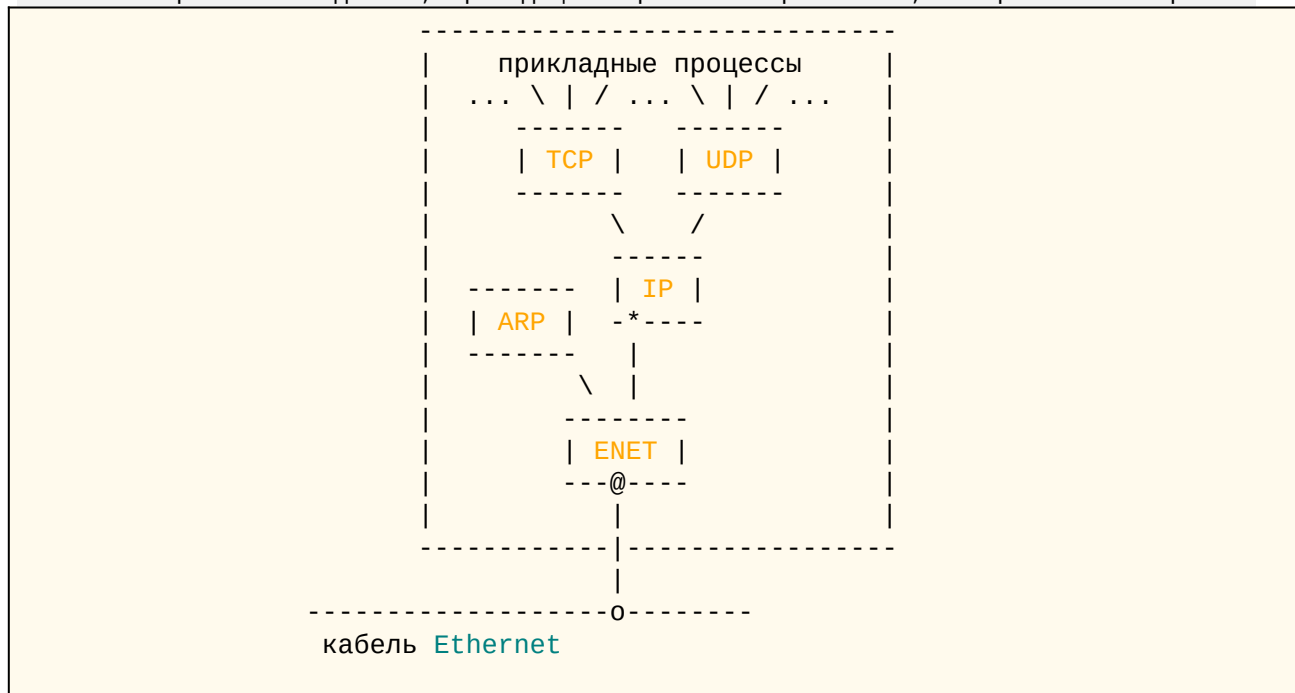 -------------------------------
|    прикладные процессы     |
|  ... \ | / ... \ | / ...   |
|     -------   -------      |
|     | TCP |   | UDP |      |
|     -------   -------      |
|           \    /           |
|           ------           |
|  -------  | IP |           |
|  | ARP |  -*----           |
|  -------   |               |
|         \  |               |
|        --------            |
|        | ENET |            |
|        ---@----            |
|           |                |
------------|-----------------
|
-------------------o--------
кабель Ethernet